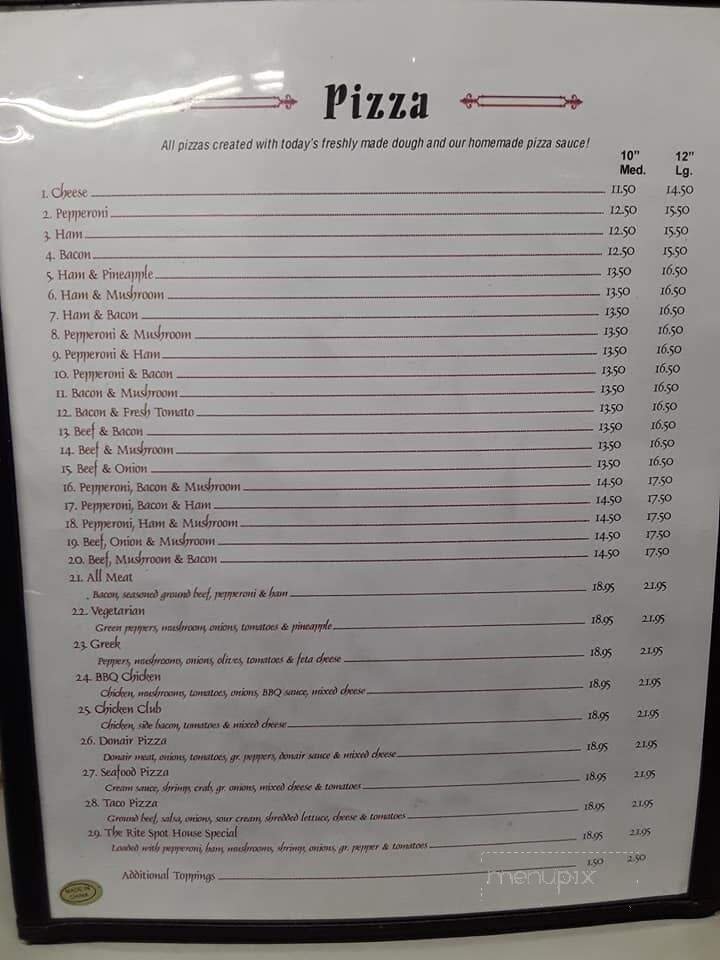 Pizza
All pizzas created with today's freshly made dough and our homemade pizza sauce!
10" 12"
Med. Lg.
1. Cheese 11.50 14.50
2. Pepperoni 12.50 15.50
3. Ham 12.50 15.50
4. Bacon 12.50 15.50
5. Ham & Pineapple 13.50 16.50
6. Ham & Mushroom 13.50 16.50
7. Ham & Bacon 13.50 16.50
8. Pepperoni & Mushroom 13.50 16.50
9. Pepperoni & Ham 13.50 16.50
10. Pepperoni & Bacon 13.50 16.50
11. Bacon & Mushroom 13.50 16.50
12. Bacon & Fresh Tomato 13.50 16.50
13. Beef & Bacon 13.50 16.50
14. Beef & Mushroom 13.50 16.50
15. Beef & Onion 13.50 16.50
16. Pepperoni, Bacon & Mushroom 14.50 17.50
17. Pepperoni, Bacon & Ham 14.50 17.50
18. Pepperoni, Ham & Mushroom 14.50 17.50
19. Beef, Onion & Mushroom 14.50 17.50
20. Beef, Mushroom & Bacon 14.50 17.50
21. All Meat
Bacon, seasoned ground beef, pepperoni & ham 18.95 21.95
22. Vegetarian
Green peppers, mushroom, onions, tomatoes & pineapple 18.95 21.95
23. Greek
Peppers, mushrooms, onions, olives, tomatoes & feta cheese 18.95 21.95
24. BBQ Chicken
Chicken, mushrooms, tomatoes, onions, BBQ sauce, mixed cheese 18.95 21.95
25. Chicken Club
Chicken, side bacon, tomatoes & mixed cheese 18.95 21.95
26. Donair Pizza
Donair meat, onions, tomatoes, gr. peppers, donair sauce & mixed cheese 18.95 21.95
27. Seafood Pizza
Cream sauce, shrimp, crab, gr. onions, mixed cheese & tomatoes 18.95 21.95
28. Taco Pizza
Ground beef, salsa, onions, sour cream, shredded lettuce, cheese & tomatoes 18.95 21.95
29. The Rite Spot House Special
Loaded with pepperoni, ham, mushrooms, shrimp, onions, gr. pepper & tomatoes 18.95 21.95
Additional Toppings 1.50 2.50
menupix
MADE IN
CHINA